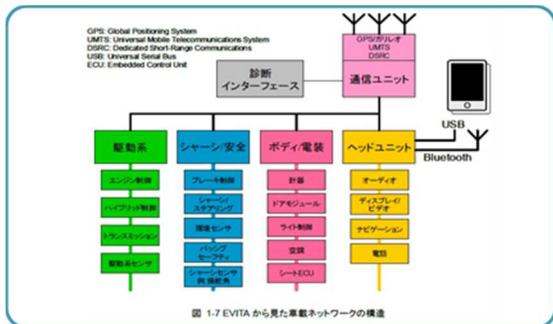 GPS: Global Positioning System
UMTS: Universal Mobile Telecommunications System
DSRC: Dedicated Short-Range Communications
USB: Universal Serial Bus
ECU: Embedded Control Unit
GPS/ガリレオ
UMTS
DSRC
通信ユニット
診断
インターフェース
USB
Bluetooth
駆動系
シャーシ/安全
ボディ/電装
ヘッドユニット
エンジン制御
ブレーキ制御
計器
オーディオ
ハイブリッド制御
シャーシ/
ステアリング
ドアモジュール
ディスプレイ/
ビデオ
トランスミッション
環境センサ
ライト制御
ナビゲーション
駆動系センサ
パッシブ
セーフティ
空調
電話
シャーシセンサ
例:操舵角
シートECU
図 1-7 EVITA から見た車載ネットワークの構造